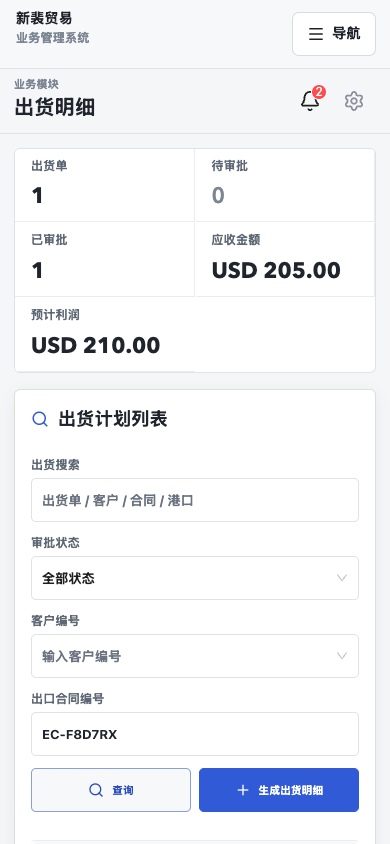 新裴贸易
业务管理系统
导航
业务模块
出货明细
2
出货单
1
待审批
0
已审批
1
应收金额
USD 205.00
预计利润
USD 210.00
出货计划列表
出货搜索
出货单 / 客户 / 合同 / 港口
审批状态
全部状态
客户编号
输入客户编号
出口合同编号
EC-F8D7RX
查询
生成出货明细